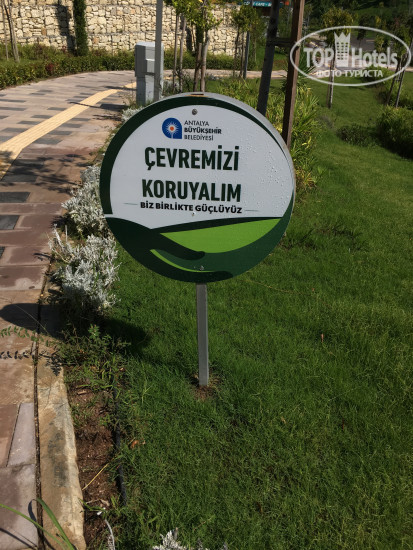 TOP Hotels
ФОТО ТУРИСТА
ANTALYA
BÜYÜKŞEHİR
BELEDİYESİ
ÇEVREMİZİ
KORUYALIM
BİZ BİRLİKTE GÜÇLÜYÜZ